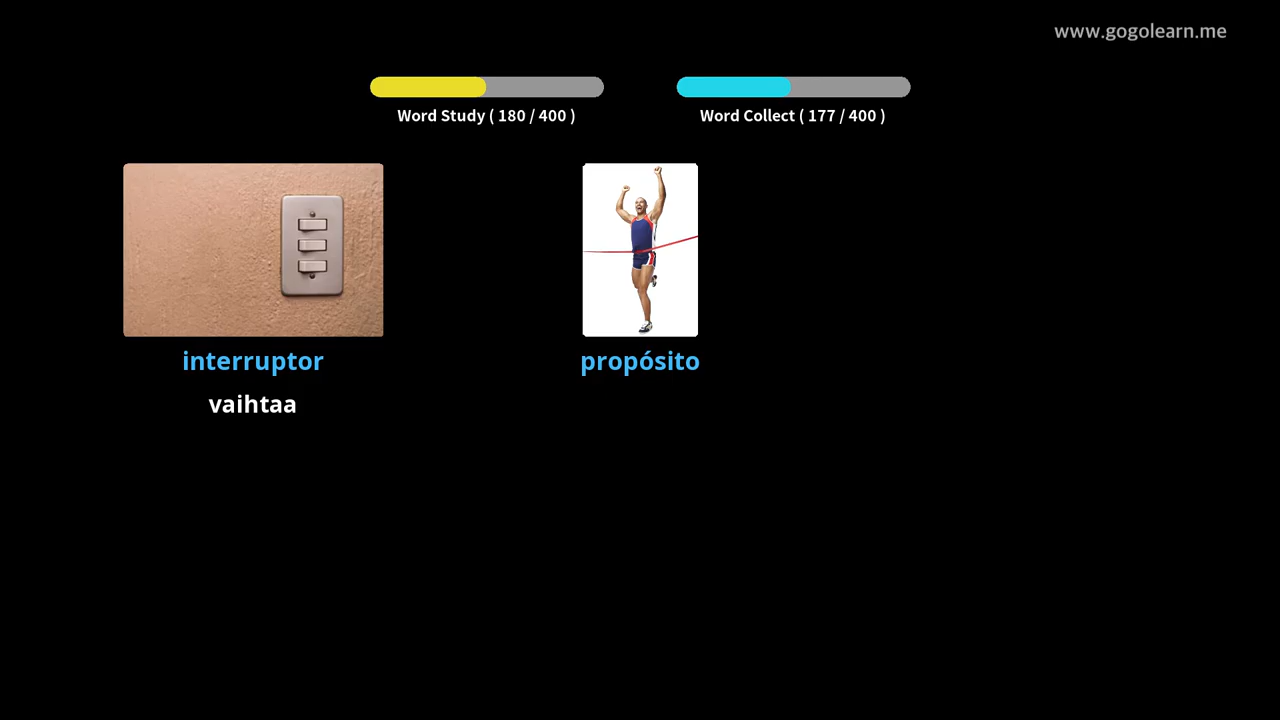 www.gogolearn.me
Word Study ( 180 / 400 )
Word Collect ( 177 / 400 )
interruptor
propósito
vaihtaa